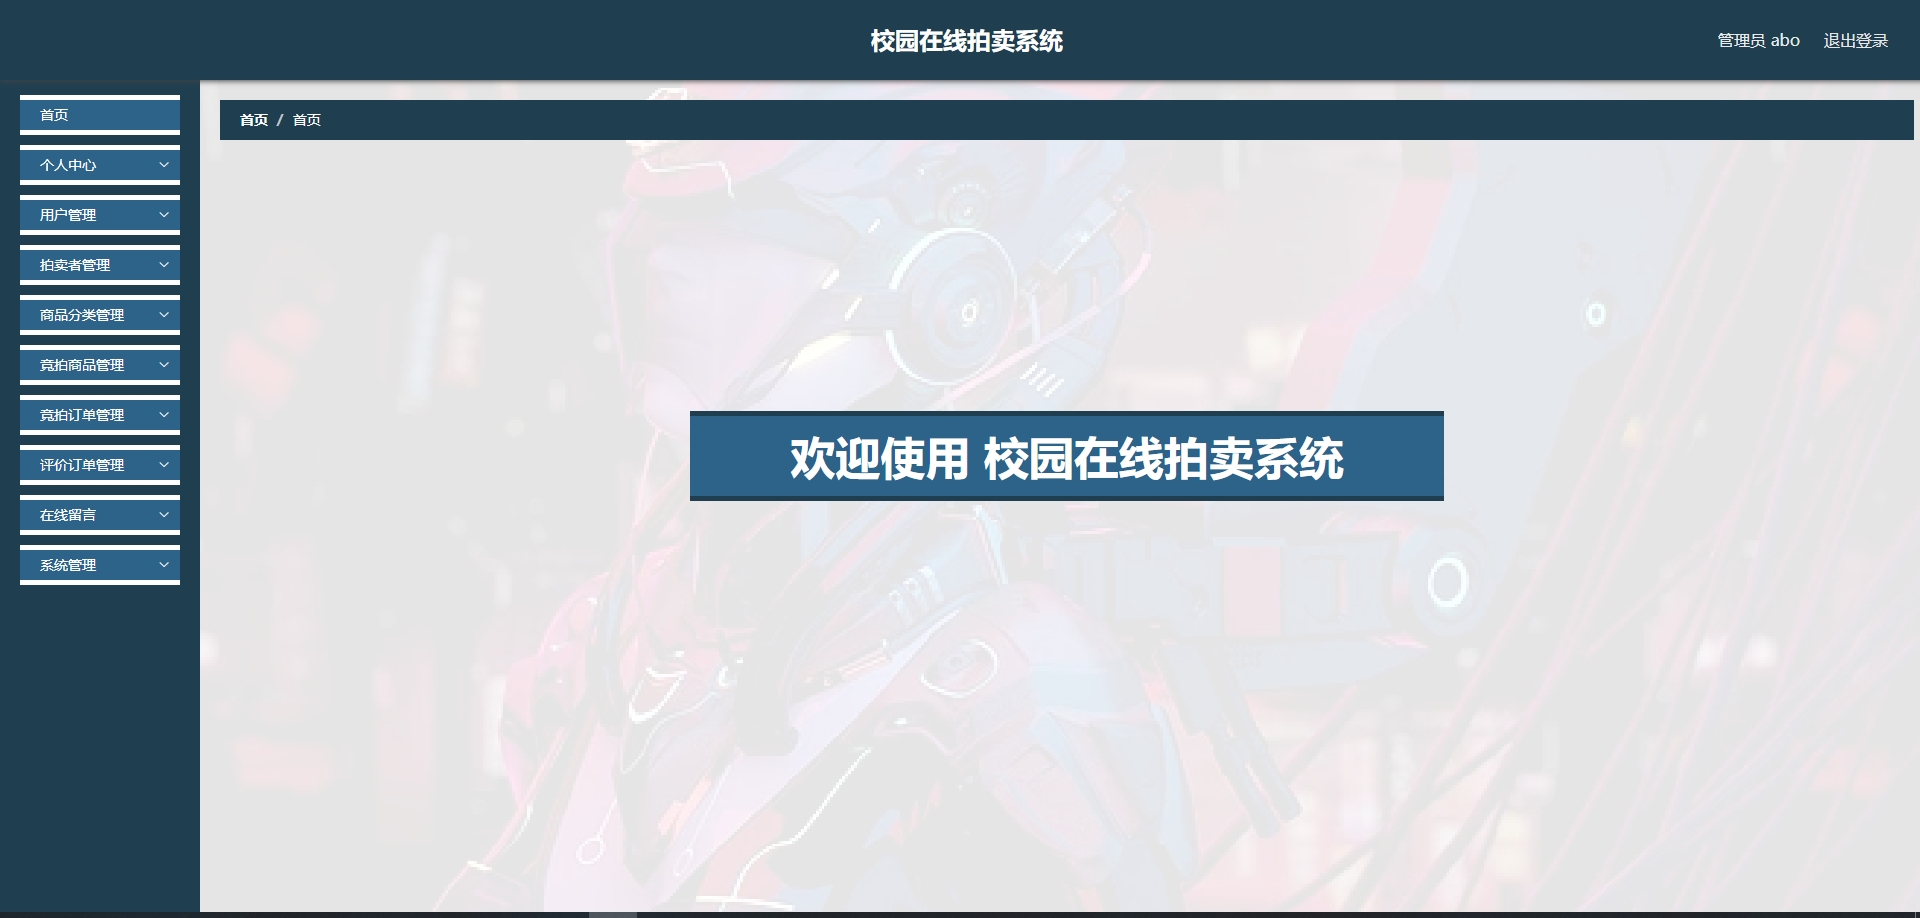 校园在线拍卖系统
管理员 abo 退出登录
首页
个人中心
用户管理
拍卖者管理
商品分类管理
竞拍商品管理
竞拍订单管理
评价订单管理
在线留言
系统管理
首页 / 首页
欢迎使用 校园在线拍卖系统